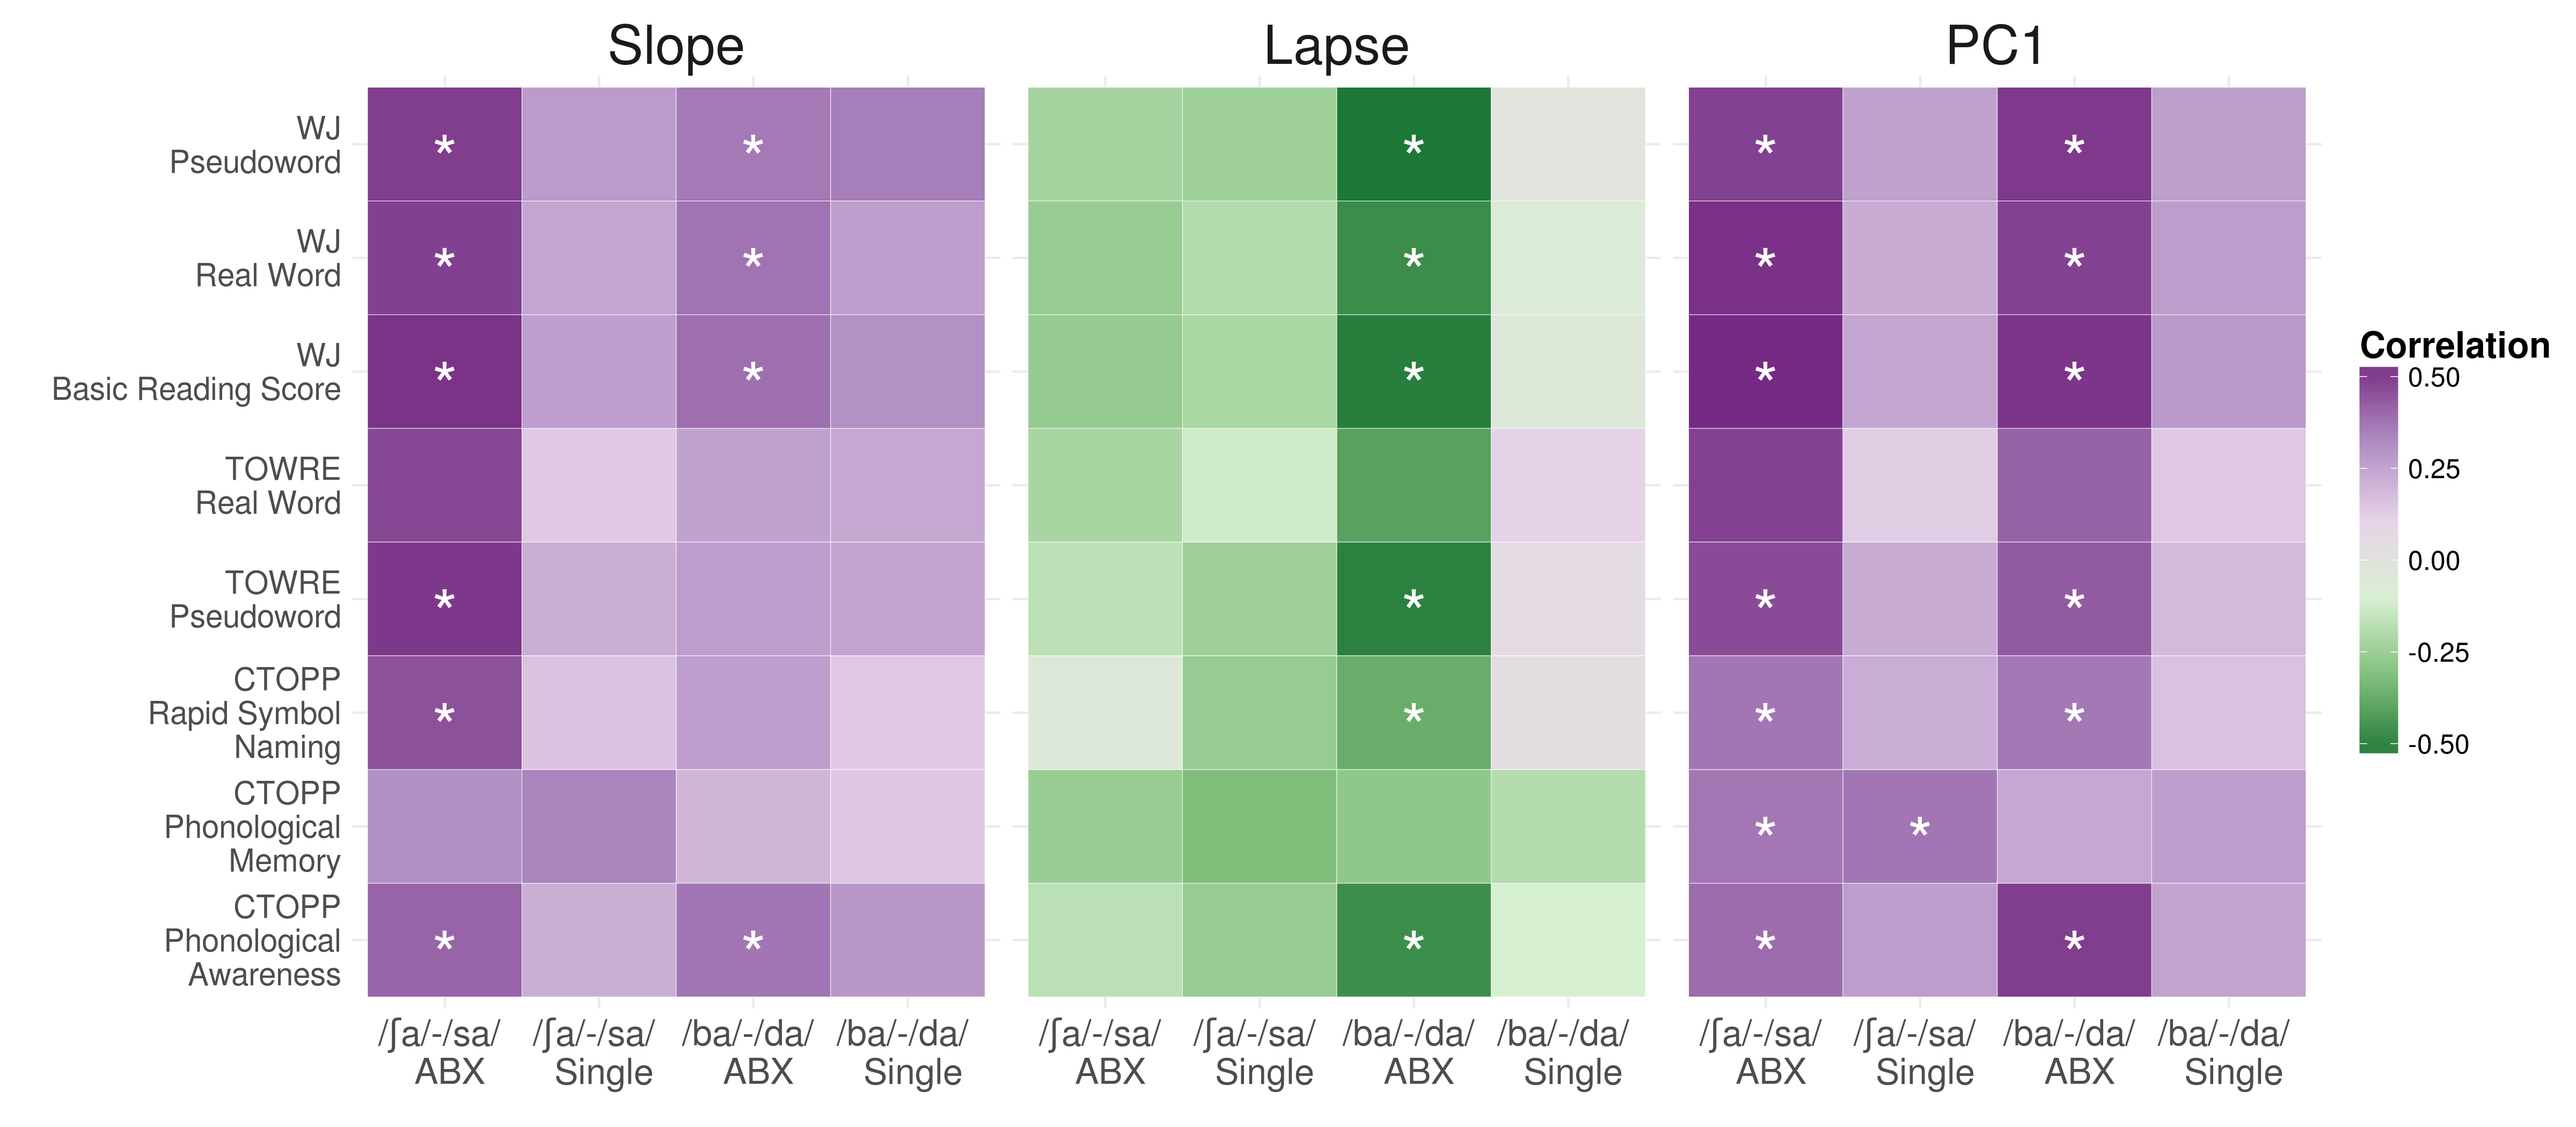 Slope
Lapse
PC1
WJ
Pseudoword
*
*
*
*
*
WJ
Real Word
*
*
*
*
*
WJ
Basic Reading Score
*
*
*
*
*
TOWRE
Real Word
TOWRE
Pseudoword
*
*
*
*
CTOPP
Rapid Symbol
Naming
*
*
*
*
CTOPP
Phonological
Memory
*
*
CTOPP
Phonological
Awareness
*
*
*
*
*
/ʃa/-/sa/
ABX
/ʃa/-/sa/
Single
/ba/-/da/
ABX
/ba/-/da/
Single
/ʃa/-/sa/
ABX
/ʃa/-/sa/
Single
/ba/-/da/
ABX
/ba/-/da/
Single
/ʃa/-/sa/
ABX
/ʃa/-/sa/
Single
/ba/-/da/
ABX
/ba/-/da/
Single
Correlation
0.50
0.25
0.00
-0.25
-0.50